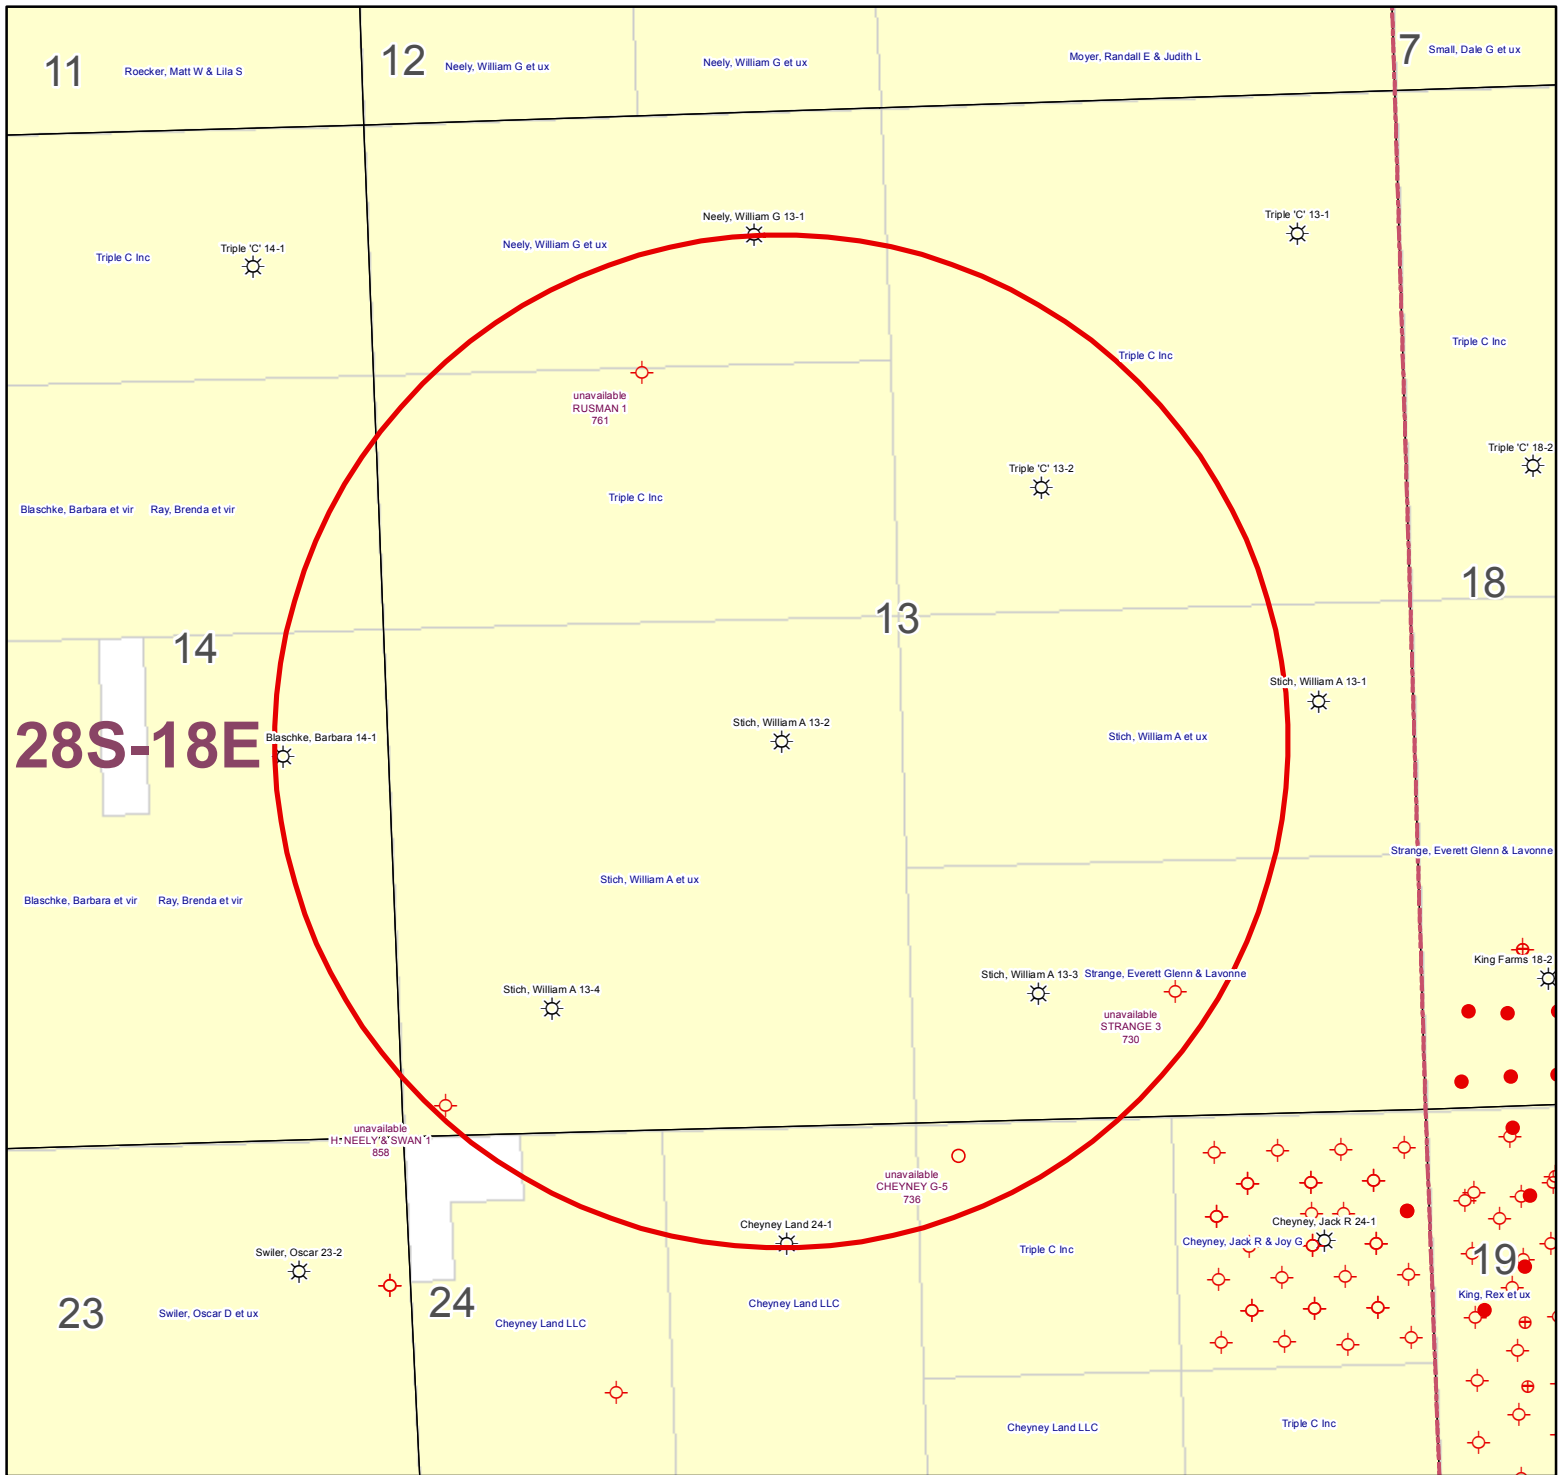 11
Roecker, Matt W & Lila S
12
Neely, William G et ux
Neely, William G et ux
Moyer, Randall E & Judith L
7
Small, Dale G et ux
Neely, William G 13-1
Triple 'C' 13-1
Triple C Inc
Triple 'C' 14-1
Neely, William G et ux
Triple C Inc
Triple C Inc
unavailable
RUSMAN 1
761
Triple 'C' 13-2
Triple 'C' 18-2
Blaschke, Barbara et vir
Ray, Brenda et vir
Triple C Inc
18
13
14
Stich, William A 13-1
28S-18E
Blaschke, Barbara 14-1
Stich, William A 13-2
Stich, William A et ux
Strange, Everett Glenn & Lavonne
Blaschke, Barbara et vir
Ray, Brenda et vir
Stich, William A et ux
King Farms 18-2
Stich, William A 13-4
Stich, William A 13-3
Strange, Everett Glenn & Lavonne
unavailable
STRANGE 3
730
unavailable
H. NEELY & SWAN 1
858
unavailable
CHEYNEY G-5
736
Cheyney Land 24-1
Cheyney, Jack R 24-1
Swiler, Oscar 23-2
Triple C Inc
Cheyney, Jack R & Joy G
19
King, Rex et ux
23
Swiler, Oscar D et ux
24
Cheyney Land LLC
Cheyney Land LLC
Cheyney Land LLC
Triple C Inc